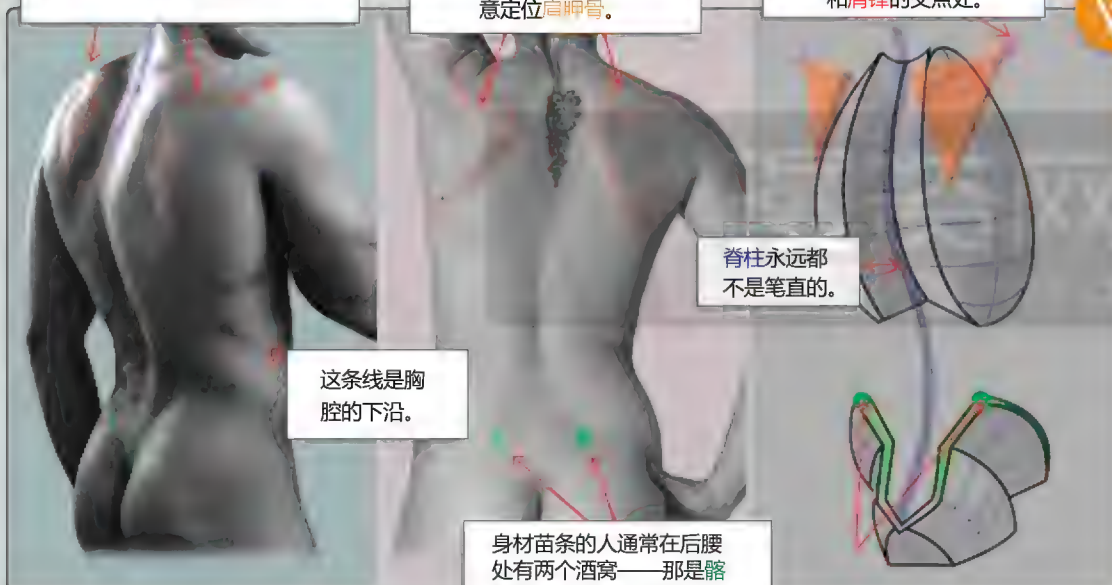 意定位肩胛骨。
和肩峰的交点处。
脊柱永远都
不是笔直的。
这条线是胸
腔的下沿。
身材苗条的人通常在后腰
处有两个酒窝——那是髂